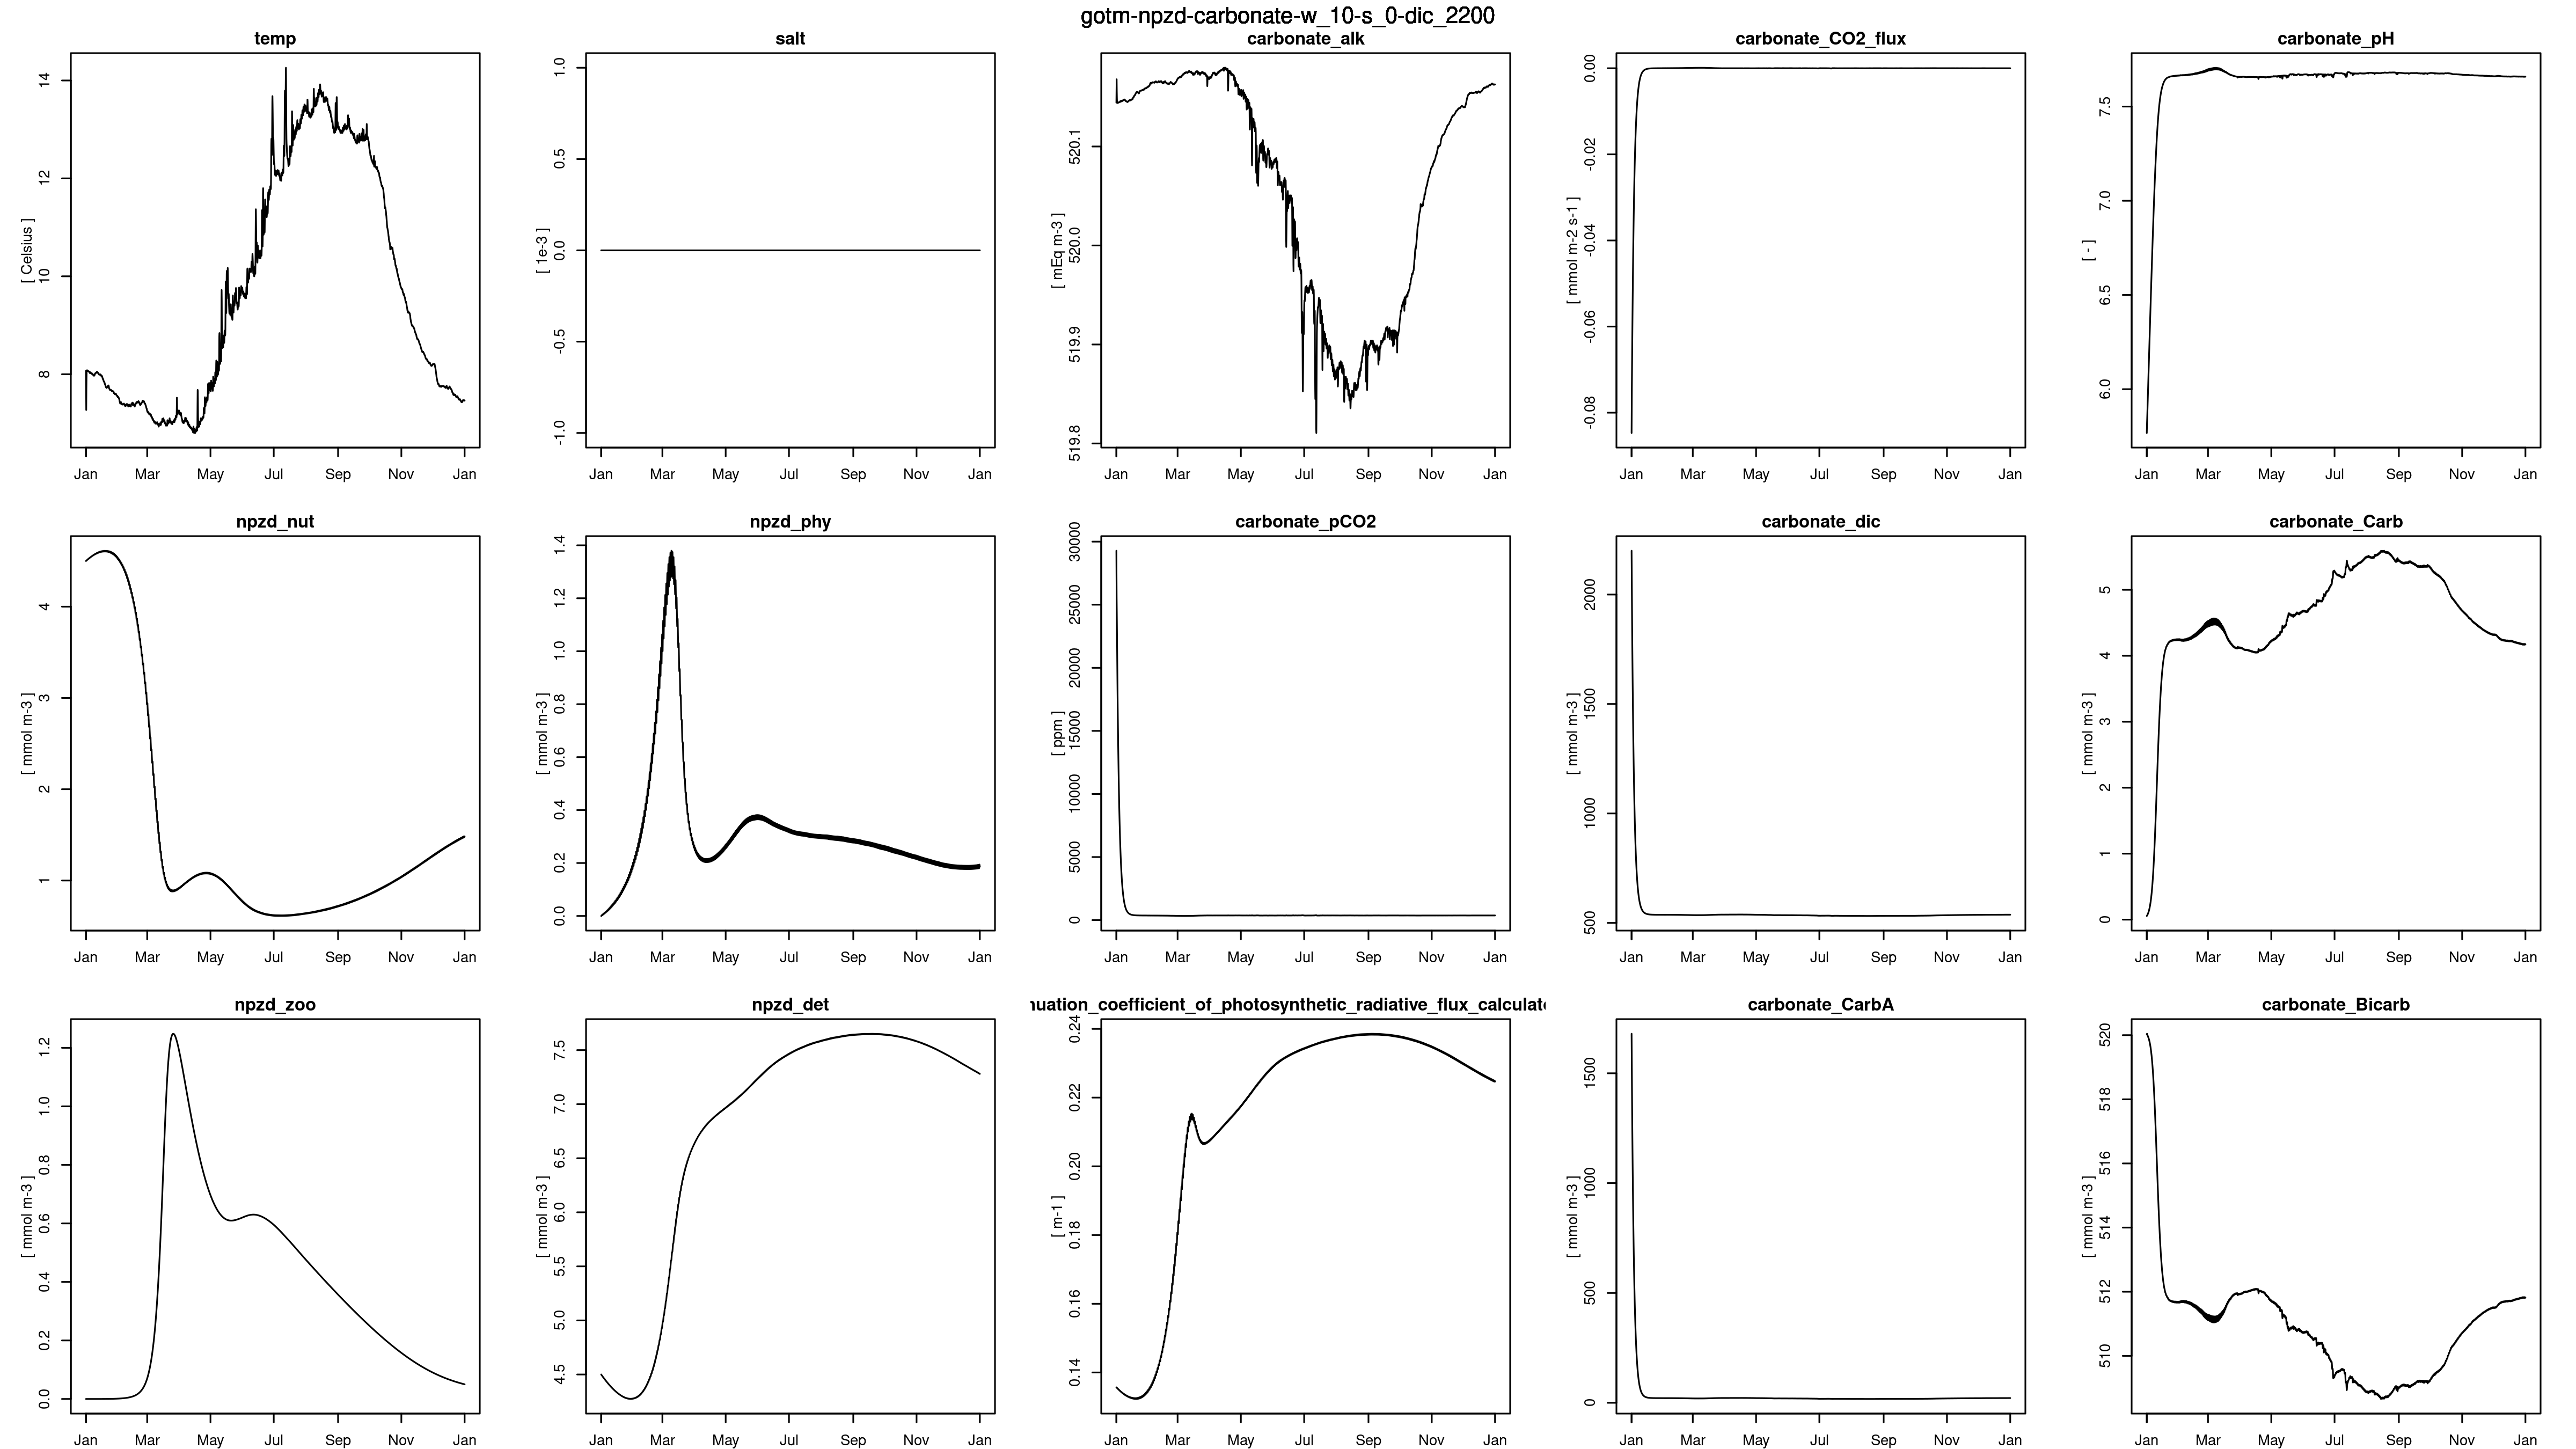 gotm-npzd-carbonate-w_10-s_0-dic_2200
temp
[ Celsius ]
8 10 12 14
Jan Mar May Jul Sep Nov Jan
salt
[ 1e-3 ]
-1.0 -0.5 0.0 0.5 1.0
Jan Mar May Jul Sep Nov Jan
carbonate_alk
[ mEq m-3 ]
519.8 519.9 520.0 520.1
Jan Mar May Jul Sep Nov Jan
carbonate_CO2_flux
[ mmol m-2 s-1 ]
-0.08 -0.06 -0.04 -0.02 0.00
Jan Mar May Jul Sep Nov Jan
carbonate_pH
[ - ]
6.0 6.5 7.0 7.5
Jan Mar May Jul Sep Nov Jan
npzd_nut
[ mmol m-3 ]
1 2 3 4
Jan Mar May Jul Sep Nov Jan
npzd_phy
[ mmol m-3 ]
0.0 0.2 0.4 0.6 0.8 1.0 1.2 1.4
Jan Mar May Jul Sep Nov Jan
carbonate_pCO2
[ ppm ]
0 5000 10000 15000 20000 25000 30000
Jan Mar May Jul Sep Nov Jan
carbonate_dic
[ mmol m-3 ]
500 1000 1500 2000
Jan Mar May Jul Sep Nov Jan
carbonate_Carb
[ mmol m-3 ]
0 1 2 3 4 5
Jan Mar May Jul Sep Nov Jan
npzd_zoo
[ mmol m-3 ]
0.0 0.2 0.4 0.6 0.8 1.0 1.2
Jan Mar May Jul Sep Nov Jan
npzd_det
[ mmol m-3 ]
4.5 5.0 5.5 6.0 6.5 7.0 7.5
Jan Mar May Jul Sep Nov Jan
nuation_coefficient_of_photosynthetic_radiative_flux_calculate
[ m-1 ]
0.14 0.16 0.18 0.20 0.22 0.24
Jan Mar May Jul Sep Nov Jan
carbonate_CarbA
[ mmol m-3 ]
0 500 1000 1500
Jan Mar May Jul Sep Nov Jan
carbonate_Bicarb
[ mmol m-3 ]
510 512 514 516 518 520
Jan Mar May Jul Sep Nov Jan